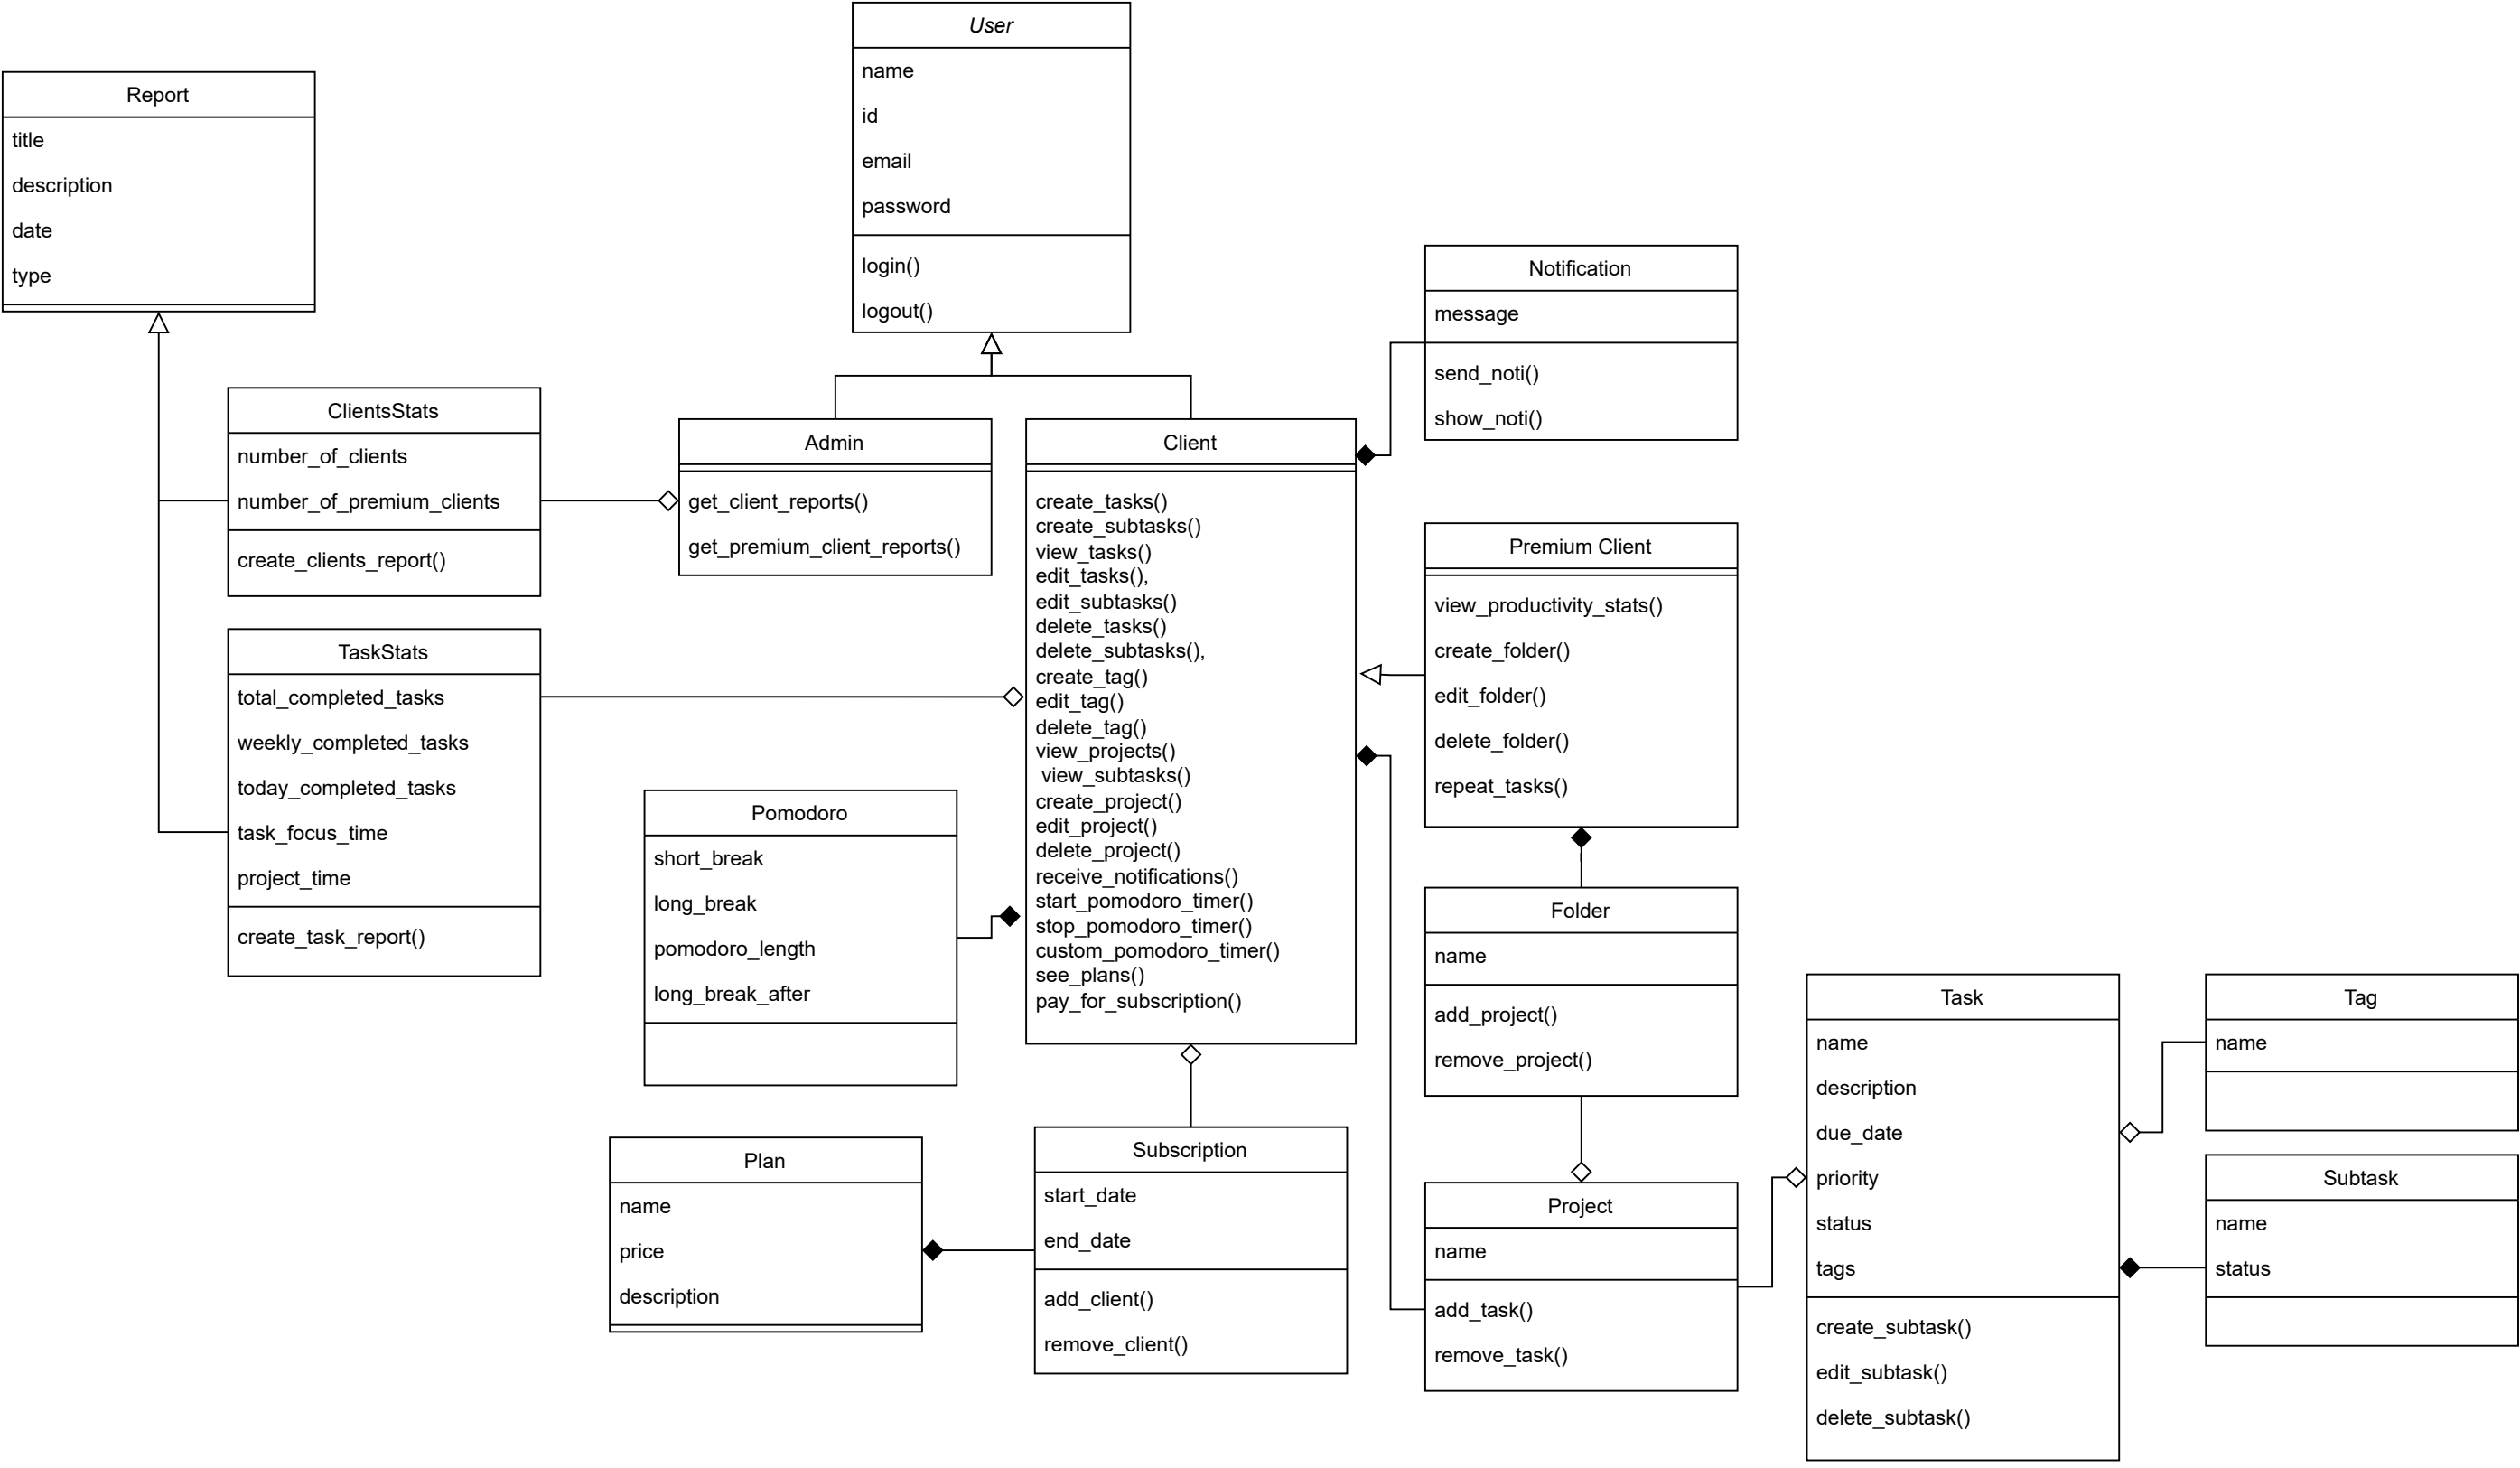 User
name
id
email
password
login()
logout()
Report
title
description
date
type
Notification
message
send_noti()
show_noti()
ClientsStats
number_of_clients
number_of_premium_clients
create_clients_report()
Admin
get_client_reports()
get_premium_client_reports()
Client
create_tasks()
create_subtasks()
view_tasks()
edit_tasks(),
edit_subtasks()
delete_tasks()
delete_subtasks(),
create_tag()
edit_tag()
delete_tag()
view_projects()
view_subtasks()
create_project()
edit_project()
delete_project()
receive_notifications()
start_pomodoro_timer()
stop_pomodoro_timer()
custom_pomodoro_timer()
see_plans()
pay_for_subscription()
Premium Client
view_productivity_stats()
create_folder()
edit_folder()
delete_folder()
repeat_tasks()
TaskStats
total_completed_tasks
weekly_completed_tasks
today_completed_tasks
task_focus_time
project_time
create_task_report()
Pomodoro
short_break
long_break
pomodoro_length
long_break_after
Folder
name
add_project()
remove_project()
Task
name
description
due_date
priority
status
tags
create_subtask()
edit_subtask()
delete_subtask()
Tag
name
Subtask
name
status
Plan
name
price
description
Subscription
start_date
end_date
add_client()
remove_client()
Project
name
add_task()
remove_task()